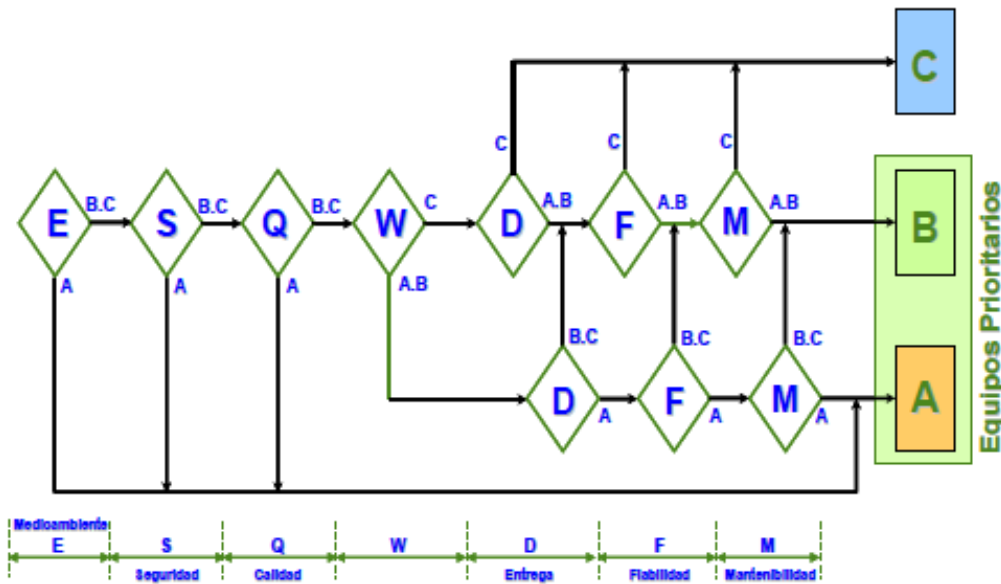 C
C
C
C
E
B.C
S
B.C
Q
B.C
W
C
D
A.B
F
A.B
M
A.B
B
A
A
A
A.B
B.C
B.C
B.C
D
A
F
A
M
A
A
Equipos Prioritarios
Medioambiente
E
S
Q
W
D
F
M
Seguridad
Calidad
Entrega
Fiabilidad
Mantenibilidad